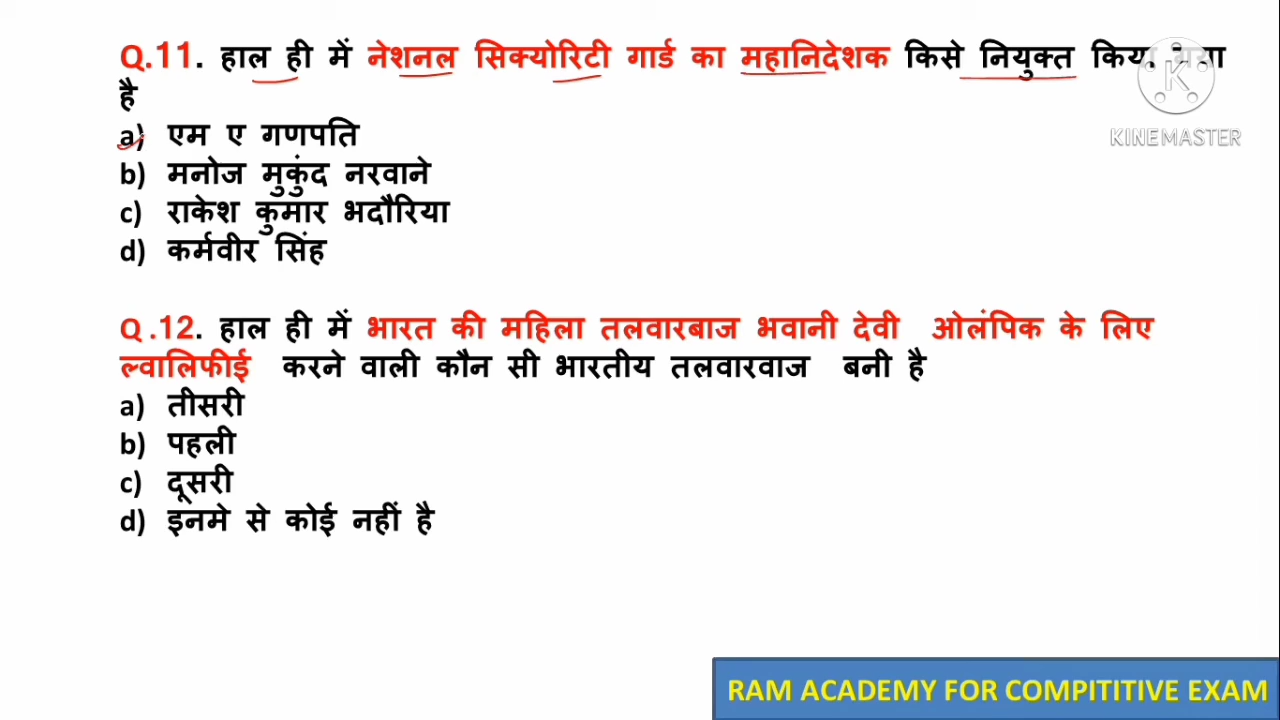 Q.11. हाल ही में नेशनल सिक्योरिटी गार्ड का महानिदेशक किसे नियुक्त किया गया
है
a) एम ए गणपति
b) मनोज मुकुंद नरवाने
c) राकेश कुमार भदौरिया
d) कर्मवीर सिंह
Q .12. हाल ही में भारत की महिला तलवारबाज भवानी देवी ओलंपिक के लिए
ल्वालिफीई करने वाली कौन सी भारतीय तलवारवाज बनी है
a) तीसरी
b) पहली
c) दूसरी
d) इनमे से कोई नहीं है
K
KINEMASTER
RAM ACADEMY FOR COMPITITIVE EXAM